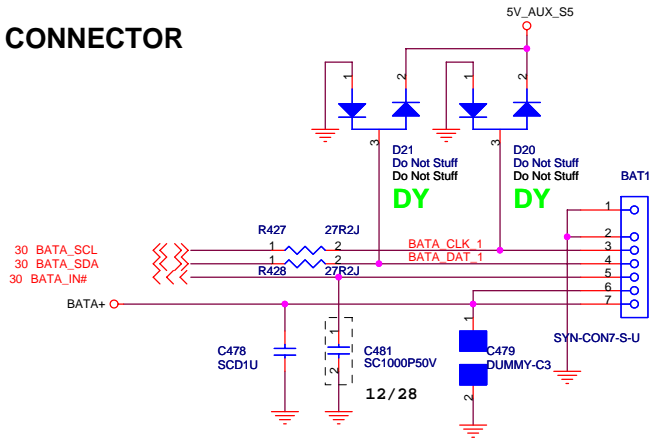 5V_AUX_S5
CONNECTOR
1
2
1
2
3
3
D21
Do Not Stuff
Do Not Stuff
DY
D20
Do Not Stuff
Do Not Stuff
DY
BAT1
R427 27R2J
30 BATA_SCL
1 2
BATA_CLK_1
30 BATA_SDA
1 2
BATA_DAT_1
30 BATA_IN#
R428 27R2J
BATA+
1
2
3
4
5
6
7
SYN-CON7-S-U
C478
SCD1U
1
2
C481
SC1000P50V
12/28
1
2
C479
DUMMY-C3